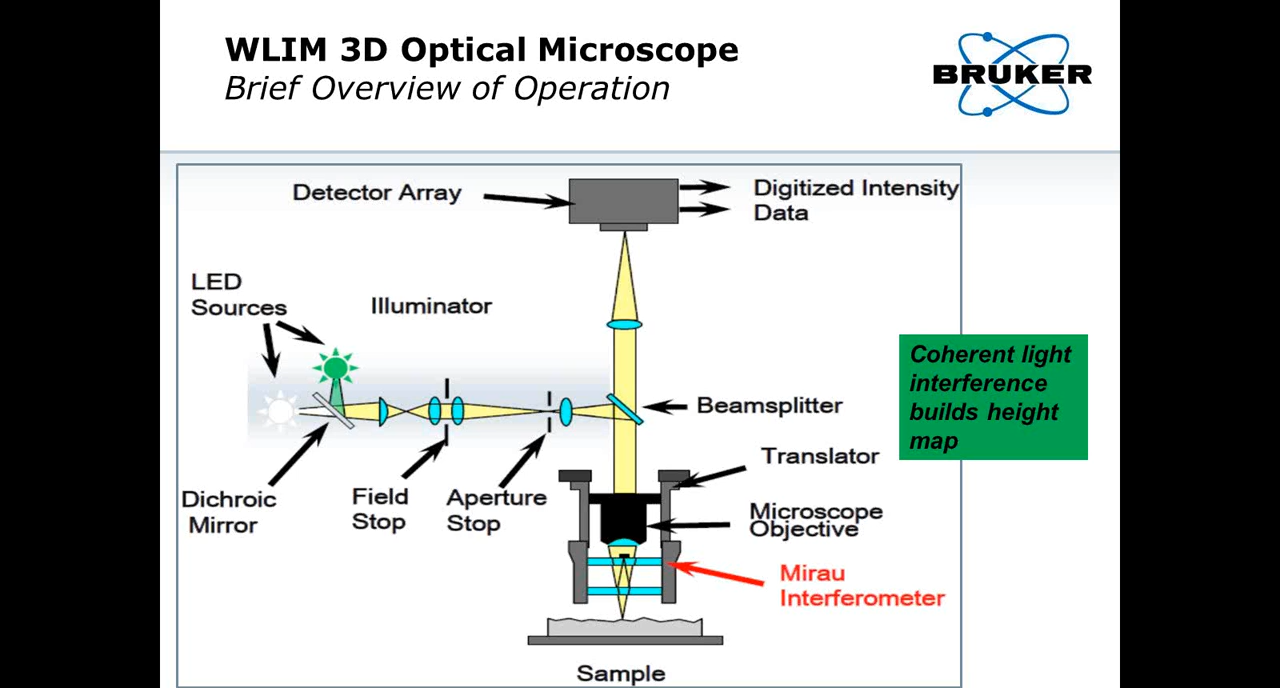 WLIM 3D Optical Microscope
Brief Overview of Operation
BRUKER
Detector Array
Digitized Intensity
Data
LED
Sources
Illuminator
Coherent light
interference
builds height
map
Beamsplitter
Translator
Dichroic
Mirror
Field
Stop
Aperture
Stop
Microscope
Objective
Mirau
Interferometer
Sample